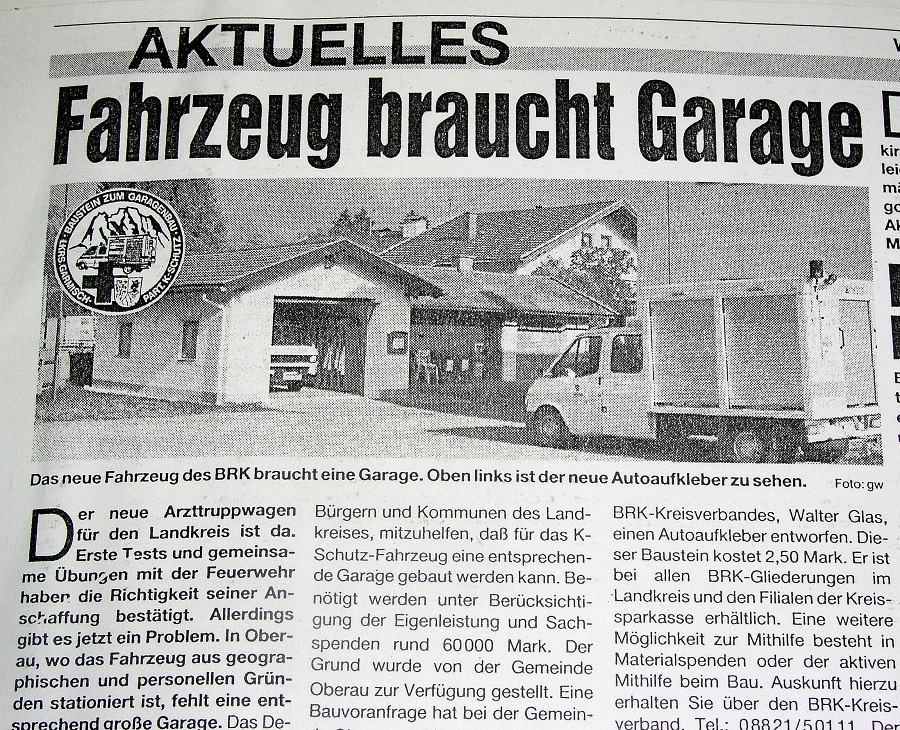 AKTUELLES
Fahrzeug braucht Garage
BAUSTEIN ZUM GARAGENBAU
Das neue Fahrzeug des BRK braucht eine Garage. Oben links ist der neue Autoaufkleber zu sehen. Foto: gw
Der neue Arzttruppwagen
für den Landkreis ist da.
Erste Tests und gemeinsa-
me Übungen mit der Feuerwehr
haben die Richtigkeit seiner An-
schaffung bestätigt. Allerdings
gibt es jetzt ein Problem. In Ober-
au, wo das Fahrzeug aus geogra-
phischen und personellen Grün-
den stationiert ist, fehlt eine ent-
sprechend große Garage. Das De-
Bürgern und Kommunen des Land-
kreises, mitzuhelfen, daß für das K-
Schutz-Fahrzeug eine entsprechen-
de Garage gebaut werden kann. Be-
nötigt werden unter Berücksichti-
gung der Eigenleistung und Sach-
spenden rund 60000 Mark. Der
Grund wurde von der Gemeinde
Oberau zur Verfügung gestellt. Eine
Bauvoranfrage hat bei der Gemein-
BRK-Kreisverbandes, Walter Glas,
einen Autoaufkleber entworfen. Die-
ser Baustein kostet 2,50 Mark. Er ist
bei allen BRK-Gliederungen im
Landkreis und den Filialen der Kreis-
sparkasse erhältlich. Eine weitere
Möglichkeit zur Mithilfe besteht in
Materialspenden oder der aktiven
Mithilfe beim Bau. Auskunft hierzu
erhalten Sie über den BRK-Kreis-
verband, Tel.: 08821/50111. Der